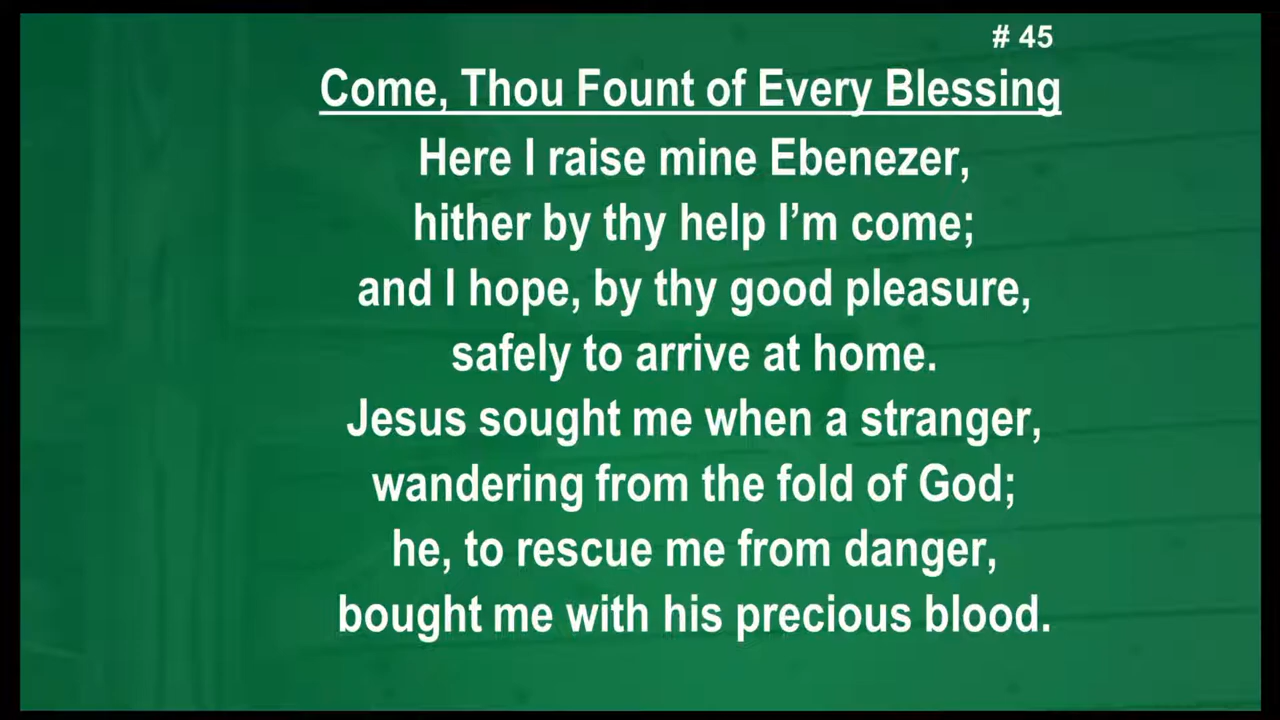 # 45
Come, Thou Fount of Every Blessing
Here I raise mine Ebenezer,
hither by thy help I’m come;
and I hope, by thy good pleasure,
safely to arrive at home.
Jesus sought me when a stranger,
wandering from the fold of God;
he, to rescue me from danger,
bought me with his precious blood.